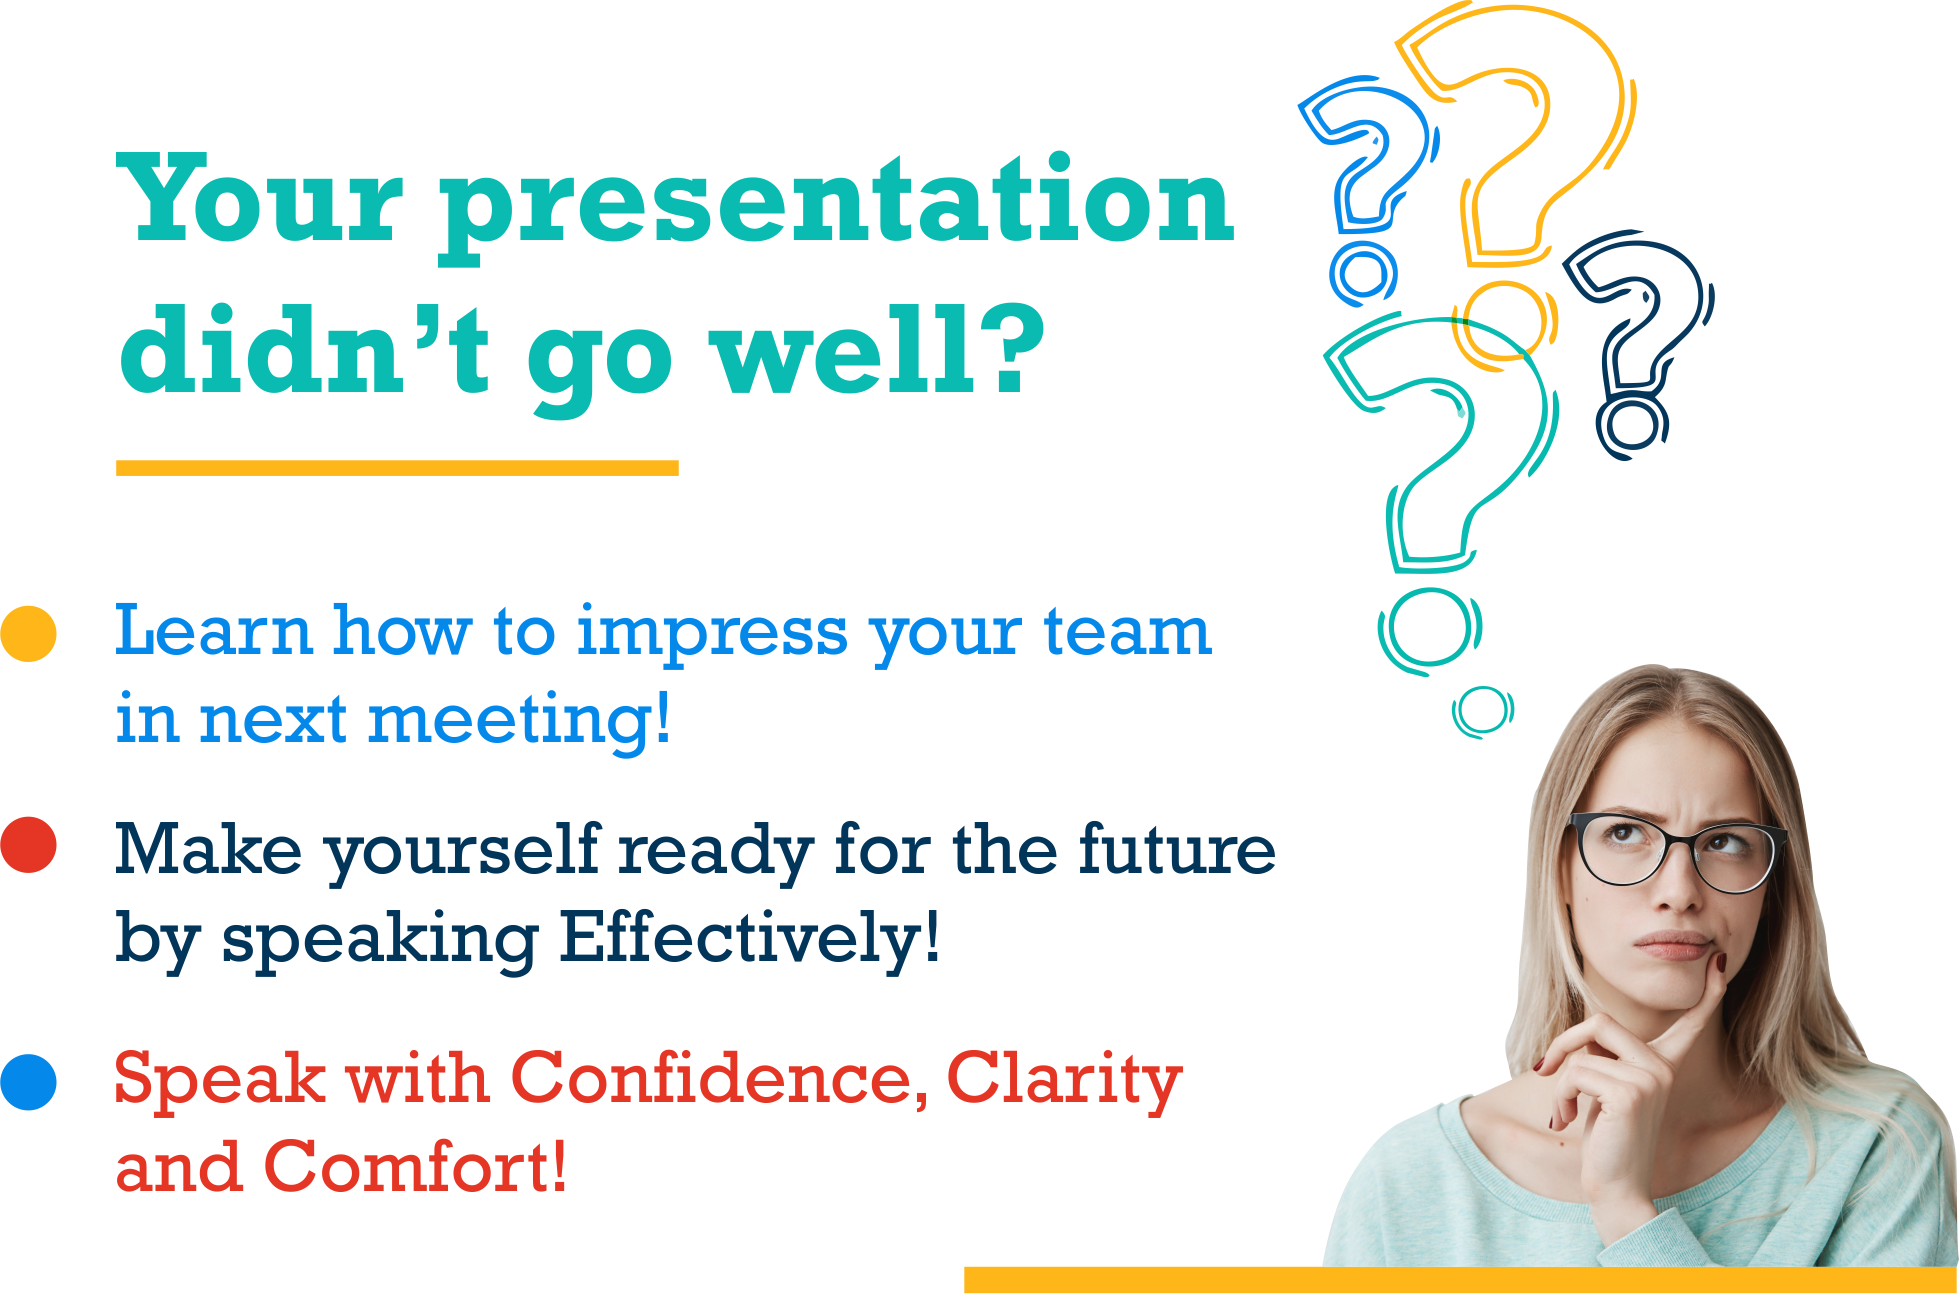 Your presentation
didn’t go well?
Learn how to impress your team
in next meeting!
Make yourself ready for the future
by speaking Effectively!
Speak with Confidence, Clarity
and Comfort!